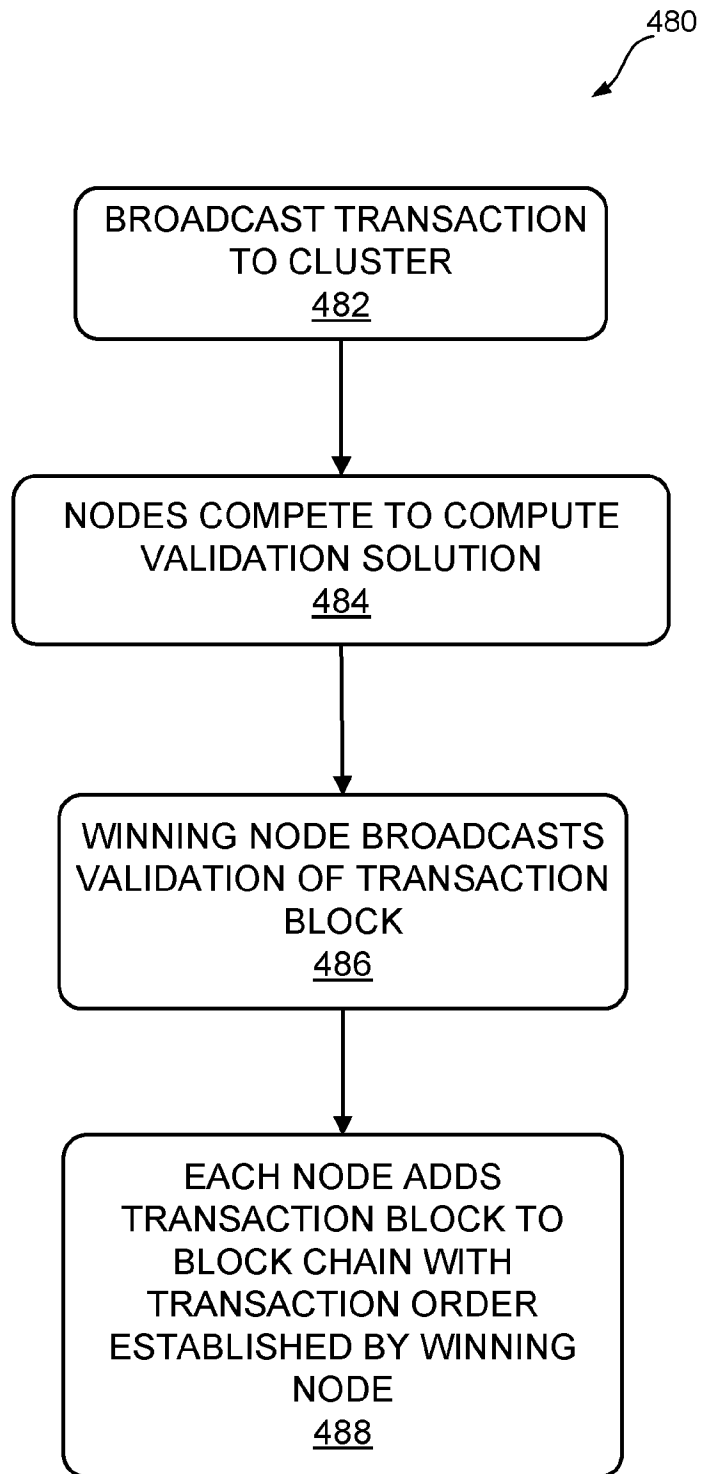 480
BROADCAST TRANSACTION
TO CLUSTER
482
NODES COMPETE TO COMPUTE
VALIDATION SOLUTION
484
WINNING NODE BROADCASTS
VALIDATION OF TRANSACTION
BLOCK
486
EACH NODE ADDS
TRANSACTION BLOCK TO
BLOCK CHAIN WITH
TRANSACTION ORDER
ESTABLISHED BY WINNING
NODE
488